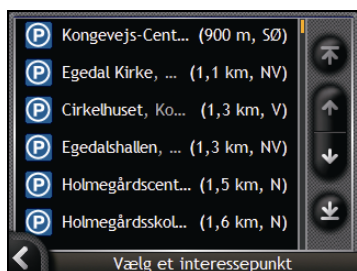 P Kongevejs-Cent... (900 m, SØ)
P Egedal Kirke, ... (1,1 km, NV)
P Cirkelhuset, Ko... (1,3 km, V)
P Egedalshallen, ... (1,3 km, NV)
P Holmegårdscent... (1,5 km, N)
P Holmegårdsskol... (1,6 km, N)
Vælg et interessepunkt